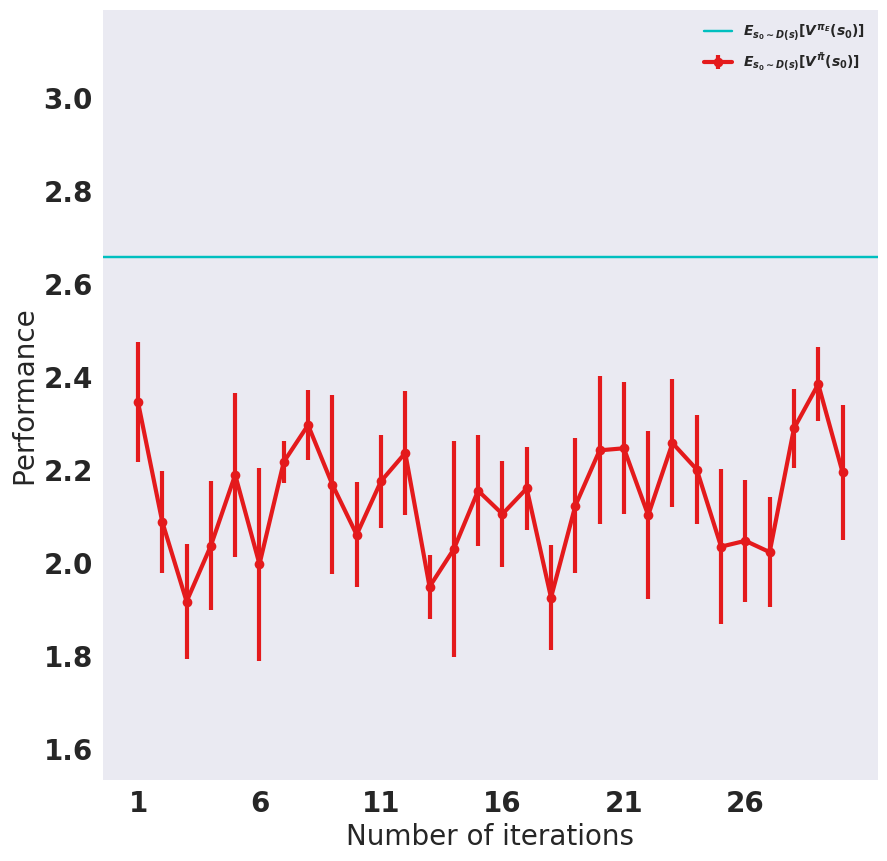 E_{s_0∼D(s)}[V^{π_E}(s_0)]
E_{s_0∼D(s)}[V^{π̃}(s_0)]
3.0
2.8
2.6
2.4
2.2
2.0
1.8
1.6
Performance
1 6 11 16 21 26
Number of iterations